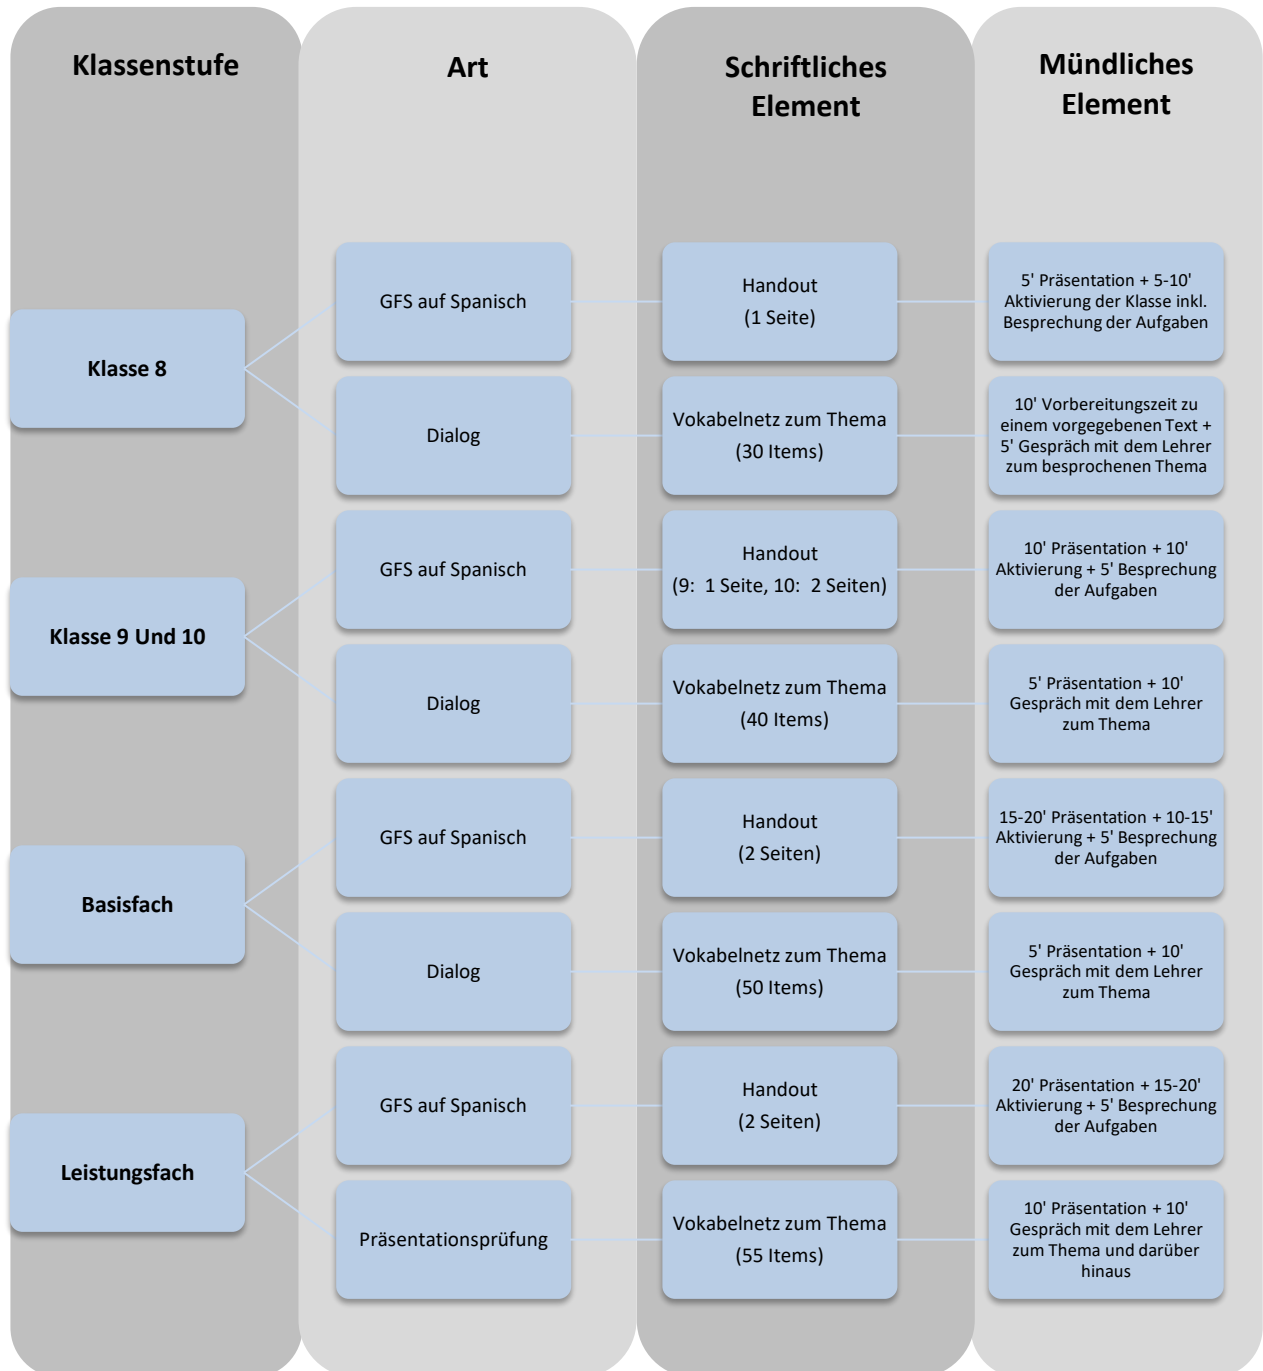 Klassenstufe
Art
Schriftliches
Element
Mündliches
Element
Klasse 8
GFS auf Spanisch
Handout
(1 Seite)
5' Präsentation + 5-10'
Aktivierung der Klasse inkl.
Besprechung der Aufgaben
Dialog
Vokabelnetz zum Thema
(30 Items)
10' Vorbereitungszeit zu
einem vorgegebenen Text +
5' Gespräch mit dem Lehrer
zum besprochenen Thema
Klasse 9 Und 10
GFS auf Spanisch
Handout
(9: 1 Seite, 10: 2 Seiten)
10' Präsentation + 10'
Aktivierung + 5' Besprechung
der Aufgaben
Dialog
Vokabelnetz zum Thema
(40 Items)
5' Präsentation + 10'
Gespräch mit dem Lehrer
zum Thema
Basisfach
GFS auf Spanisch
Handout
(2 Seiten)
15-20' Präsentation + 10-15'
Aktivierung + 5' Besprechung
der Aufgaben
Dialog
Vokabelnetz zum Thema
(50 Items)
5' Präsentation + 10'
Gespräch mit dem Lehrer
zum Thema
Leistungsfach
GFS auf Spanisch
Handout
(2 Seiten)
20' Präsentation + 15-20'
Aktivierung + 5' Besprechung
der Aufgaben
Präsentationsprüfung
Vokabelnetz zum Thema
(55 Items)
10' Präsentation + 10'
Gespräch mit dem Lehrer
zum Thema und darüber
hinaus